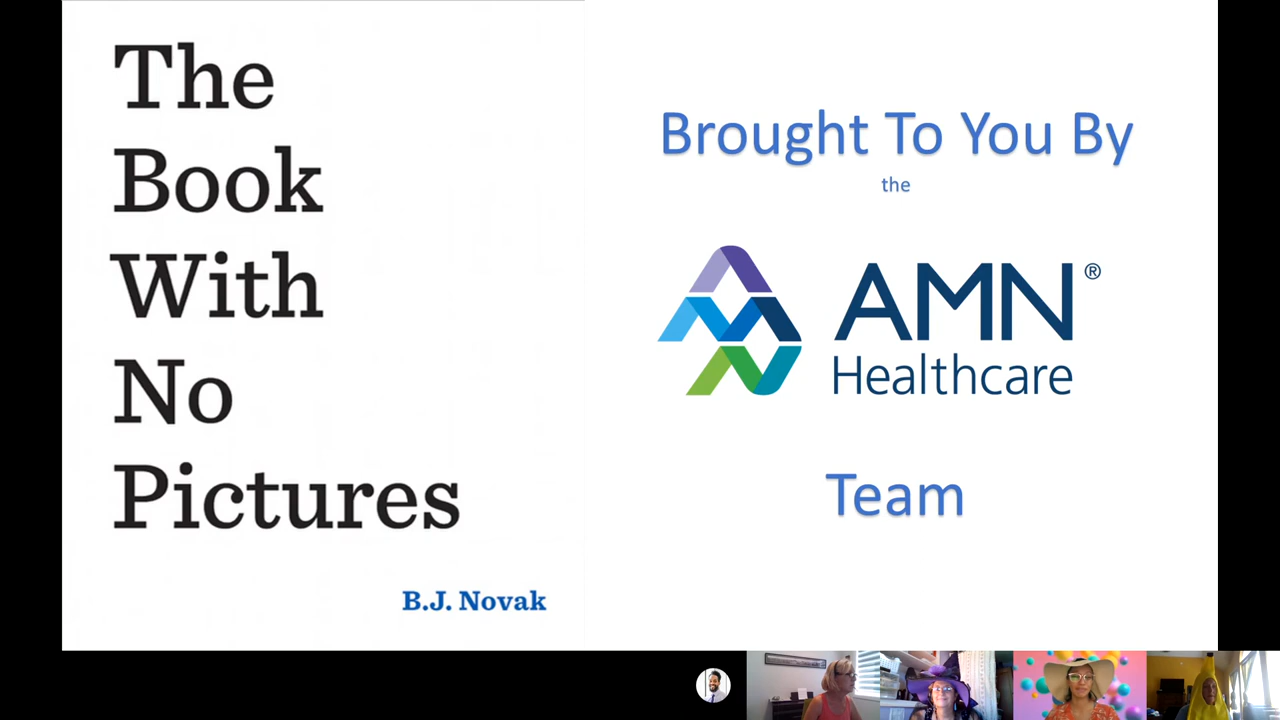 The
Book
With
No
Pictures
B.J. Novak
Brought To You By
the
AMN®
Healthcare
Team